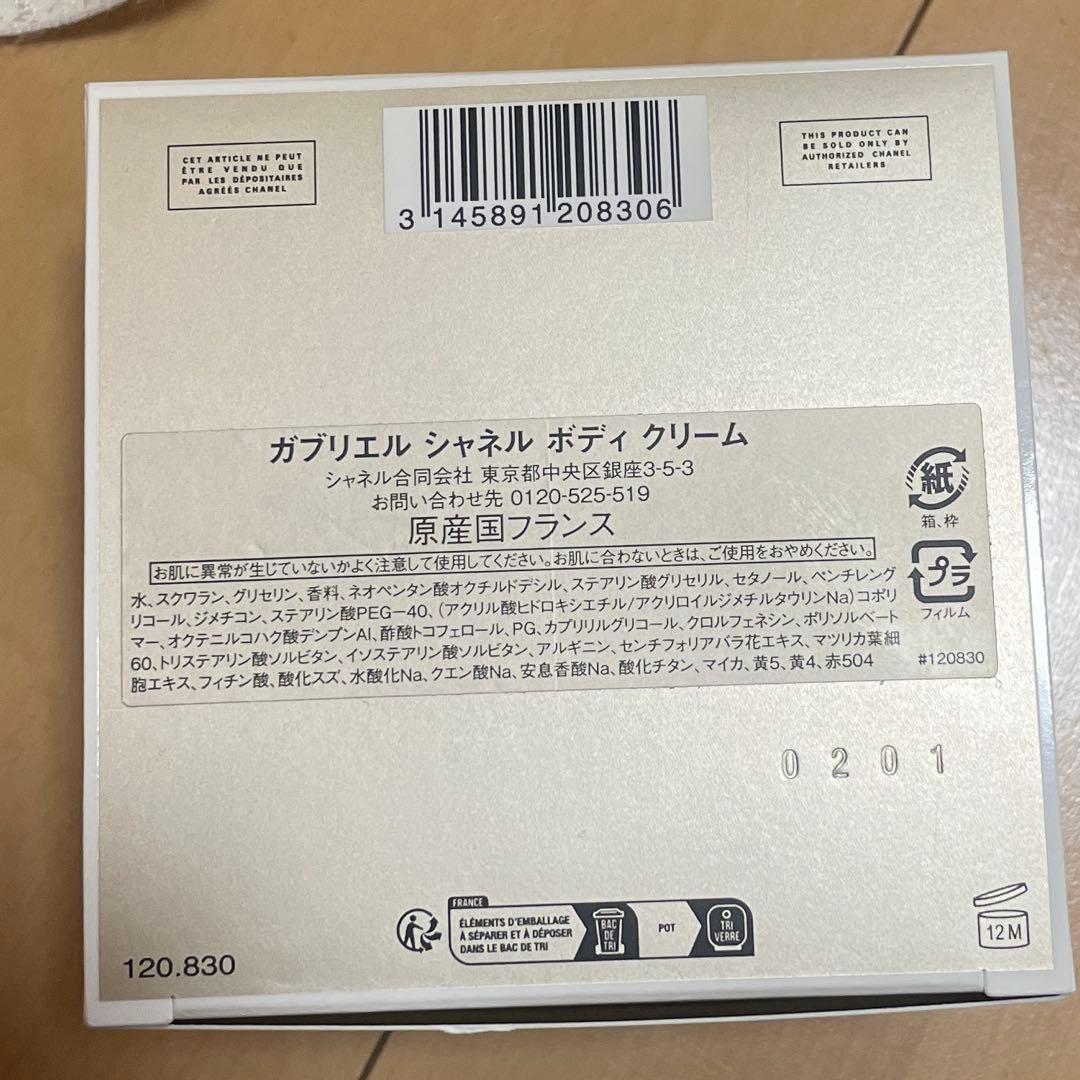 CET ARTICLE NE PEUT
ÊTRE VENDU QUE
PAR LES DÉPOSITAIRES
AGRÉÉS CHANEL
3 145891 208306
THIS PRODUCT CAN
BE SOLD ONLY BY
AUTHORIZED CHANEL
RETAILERS
ガブリエル シャネル ボディ クリーム
シャネル合同会社 東京都中央区銀座3-5-3
お問い合わせ先 0120-525-519
原産国フランス
お肌に異常が生じていないかよく注意して使用してください。お肌に合わないときは、ご使用をおやめください。
水、スクワラン、グリセリン、香料、ネオペンタン酸オクチルドデシル、ステアリン酸グリセリル、セタノール、ペンチレング
リコール、ジメチコン、ステアリン酸PEG-40、(アクリル酸ヒドロキシエチル/アクリロイルジメチルタウリンNa)コポリ
マー、オクテニルコハク酸デンプンAl、酢酸トコフェロール、PG、カプリリルグリコール、クロルフェネシン、ポリソルベート
60、トリステアリン酸ソルビタン、イソステアリン酸ソルビタン、アルギニン、センチフォリアバラ花エキス、マツリカ葉細
胞エキス、フィチン酸、酸化スズ、水酸化Na、クエン酸Na、安息香酸Na、酸化チタン、マイカ、黄5、黄4、赤504
紙
箱、枠
プラ
フィルム
#120830
0201
FRANCE
ÉLÉMENTS D'EMBALLAGE
À SÉPARER ET À DÉPOSER
DANS LE BAC DE TRI
BAC
DE
TRI
POT
TRI
VERRE
12 M
120.830